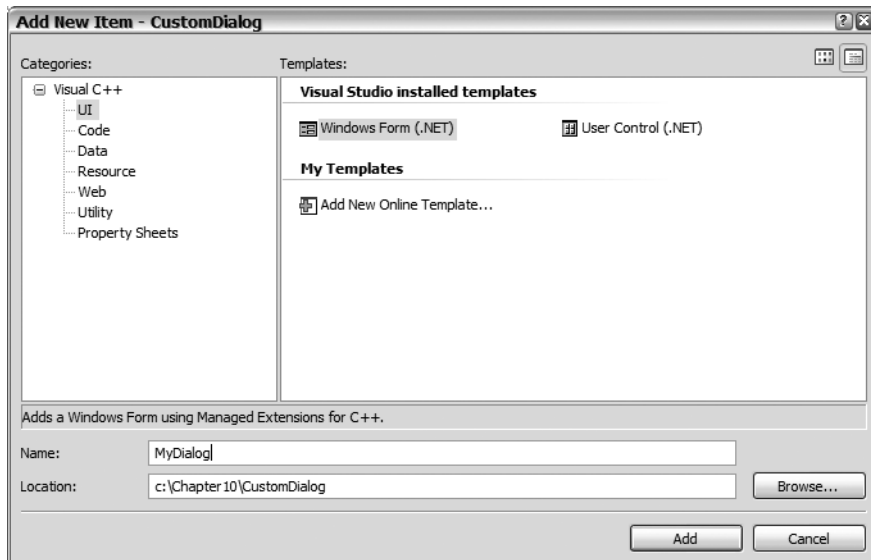 Add New Item - CustomDialog
Categories:
Templates:
Visual C++
UI
Code
Data
Resource
Web
Utility
Property Sheets
Visual Studio installed templates
Windows Form (.NET)
User Control (.NET)
My Templates
Add New Online Template...
Adds a Windows Form using Managed Extensions for C++.
Name:
MyDialog
Location:
c:\Chapter10\CustomDialog
Browse...
Add
Cancel